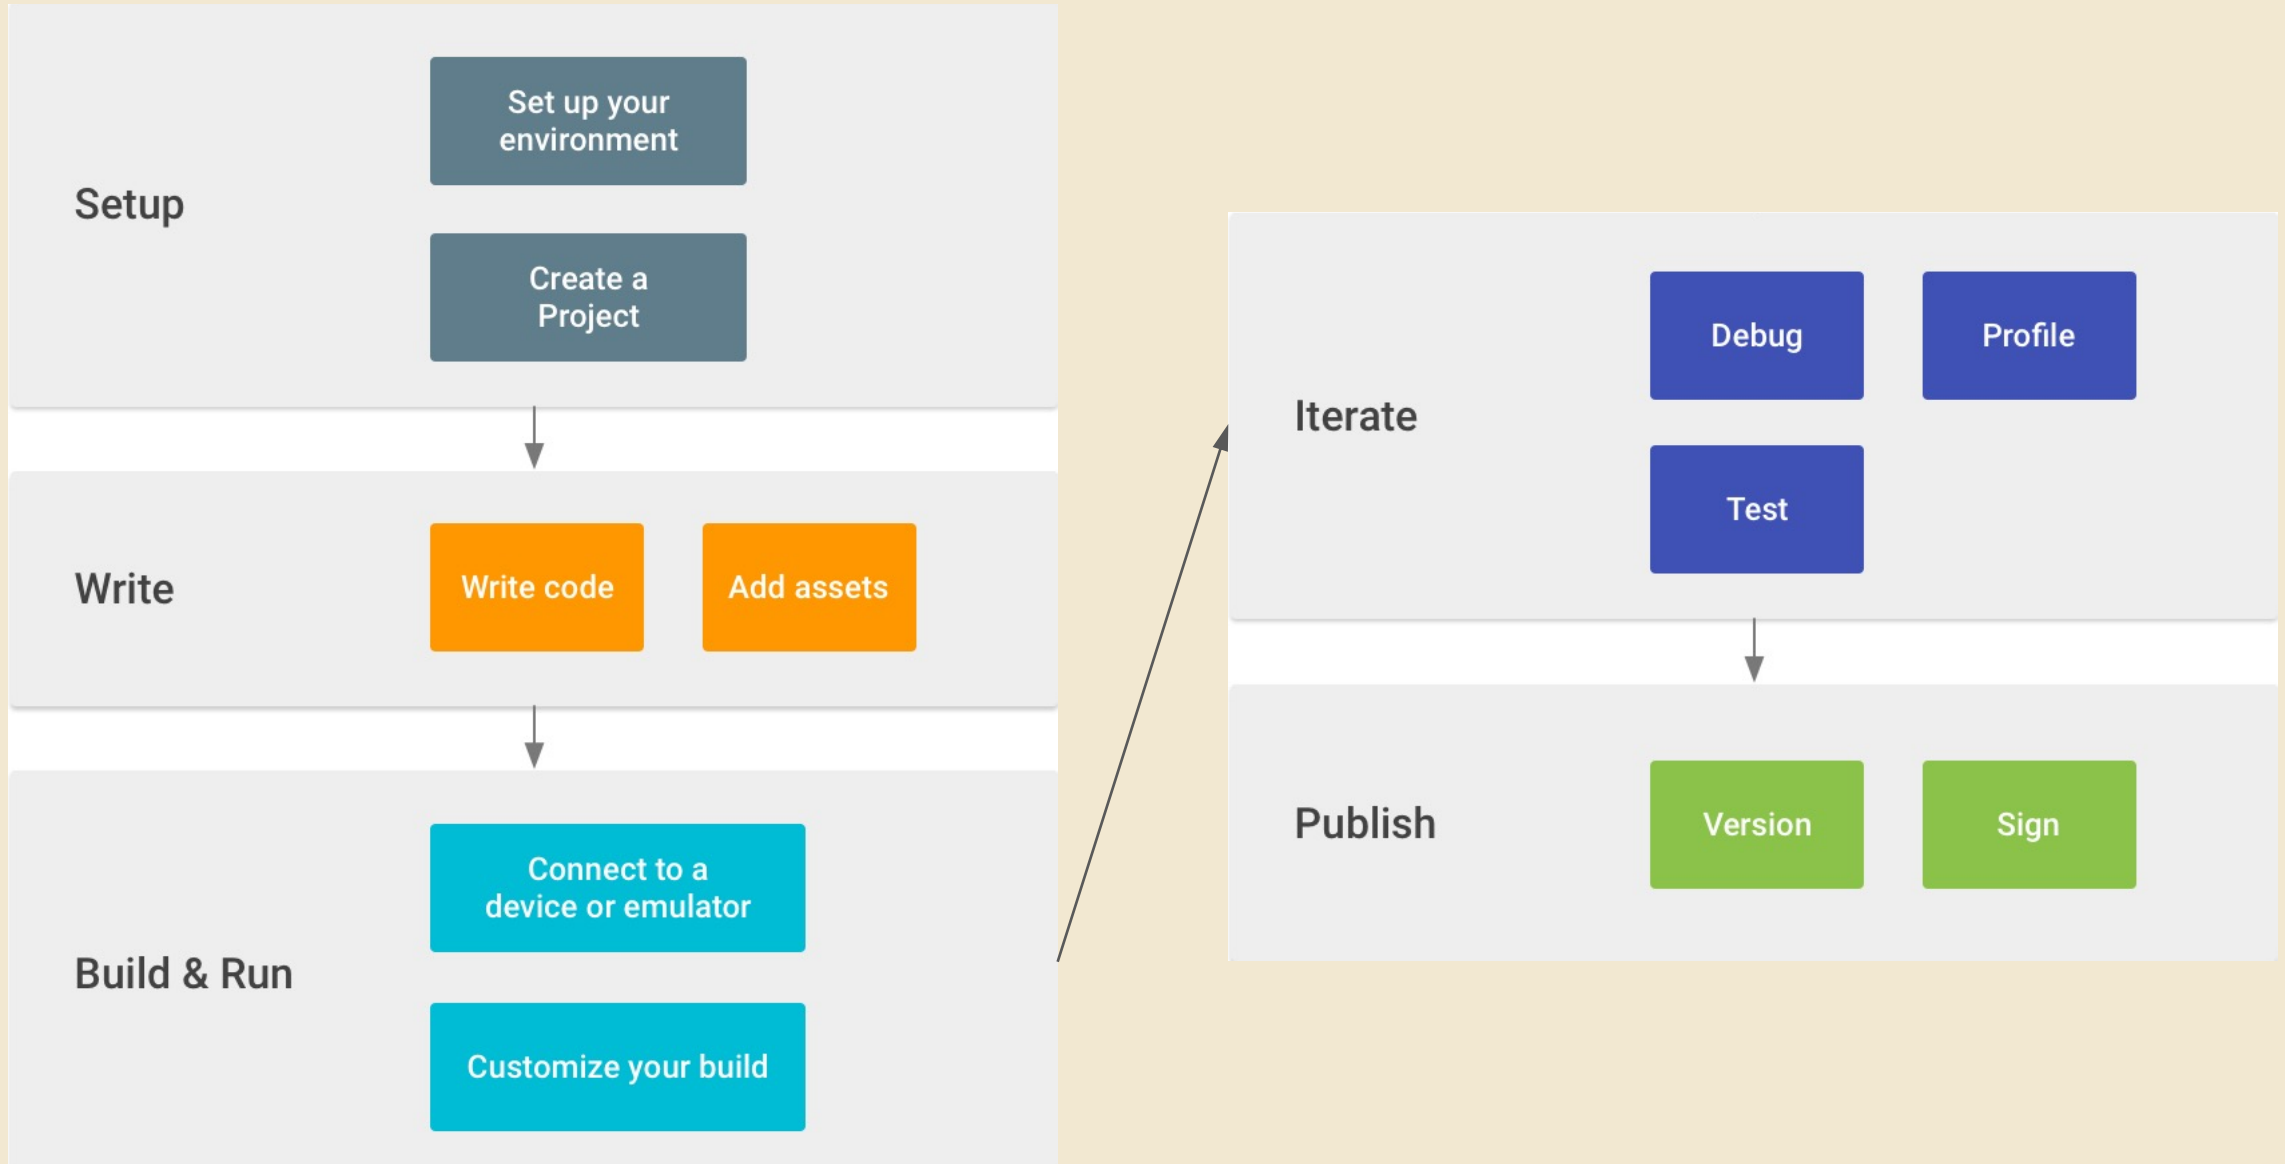 Setup
Set up your
environment
Create a
Project
Write
Write code
Add assets
Build & Run
Connect to a
device or emulator
Customize your build
Iterate
Debug
Profile
Test
Publish
Version
Sign